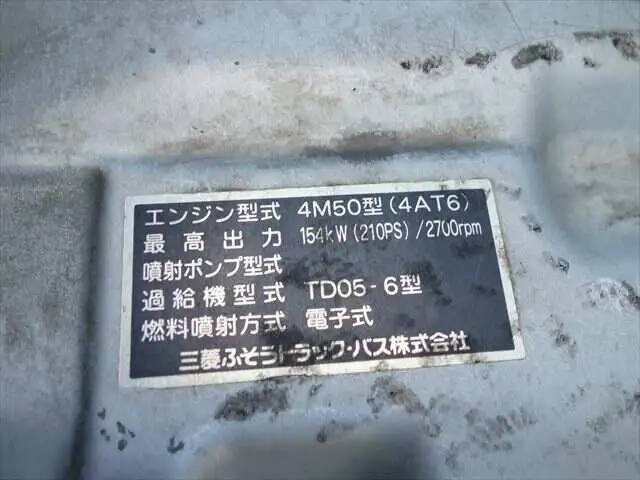 エンジン型式 4M50型(4AT6)
最高出力 154kW(210PS)/2700rpm
噴射ポンプ型式
過給機型式 TD05-6型
燃料噴射方式 電子式
三菱ふそうトラック・バス株式会社